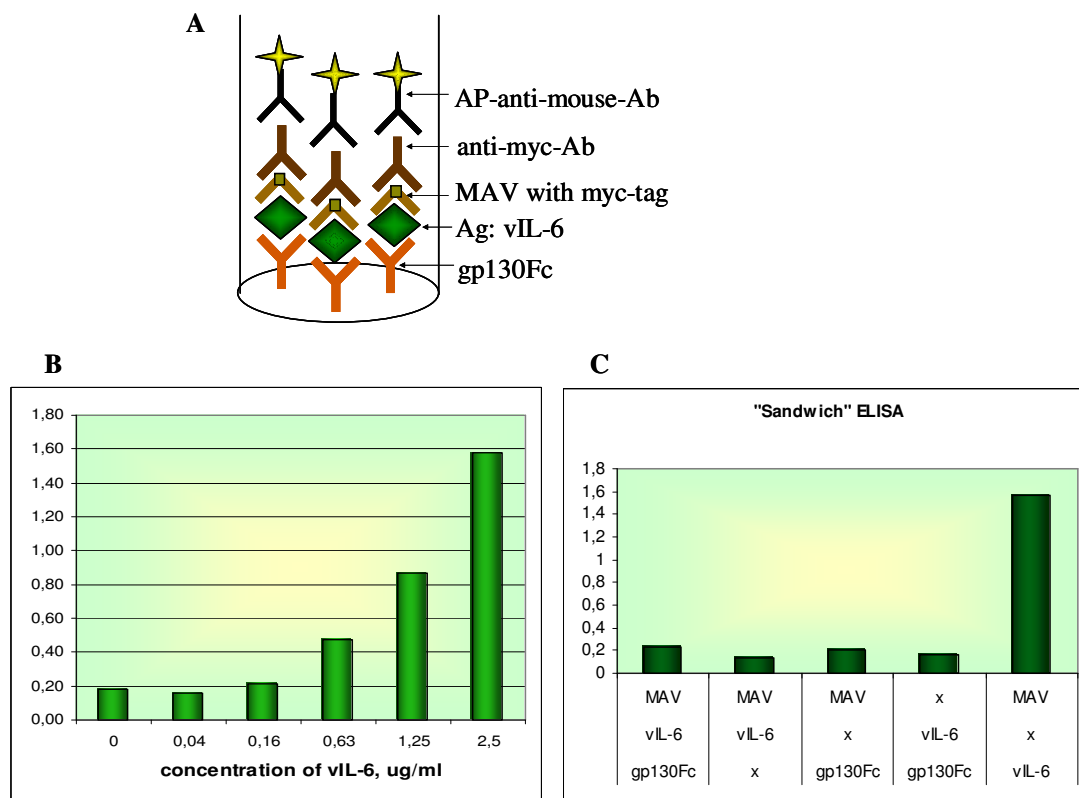 A
AP-anti-mouse-Ab
anti-myc-Ab
MAV with myc-tag
Ag: vIL-6
gp130Fc
B
1,80
1,60
1,40
1,20
1,00
0,80
0,60
0,40
0,20
0,00
0 0,04 0,16 0,63 1,25 2,5
concentration of vIL-6, ug/ml
C
"Sandwich" ELISA
1,8
1,6
1,4
1,2
1
0,8
0,6
0,4
0,2
0
MAV MAV MAV x MAV
vIL-6 vIL-6 x vIL-6 x
gp130Fc x gp130Fc gp130Fc vIL-6